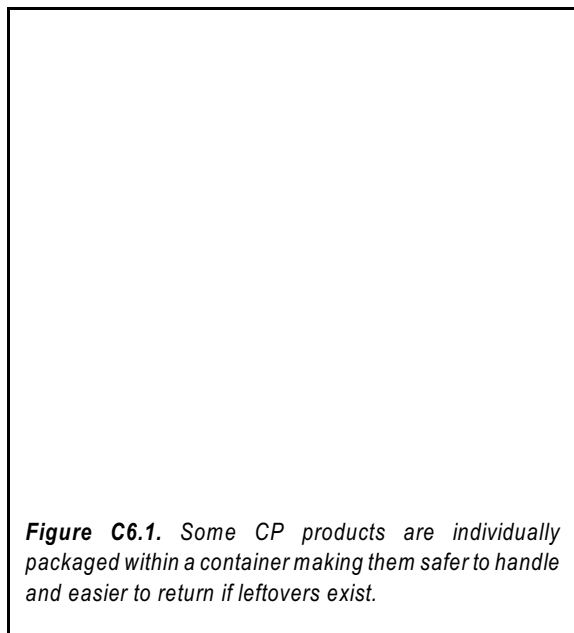 Figure C6.1. Some CP products are individually
packaged within a container making them safer to handle
and easier to return if leftovers exist.